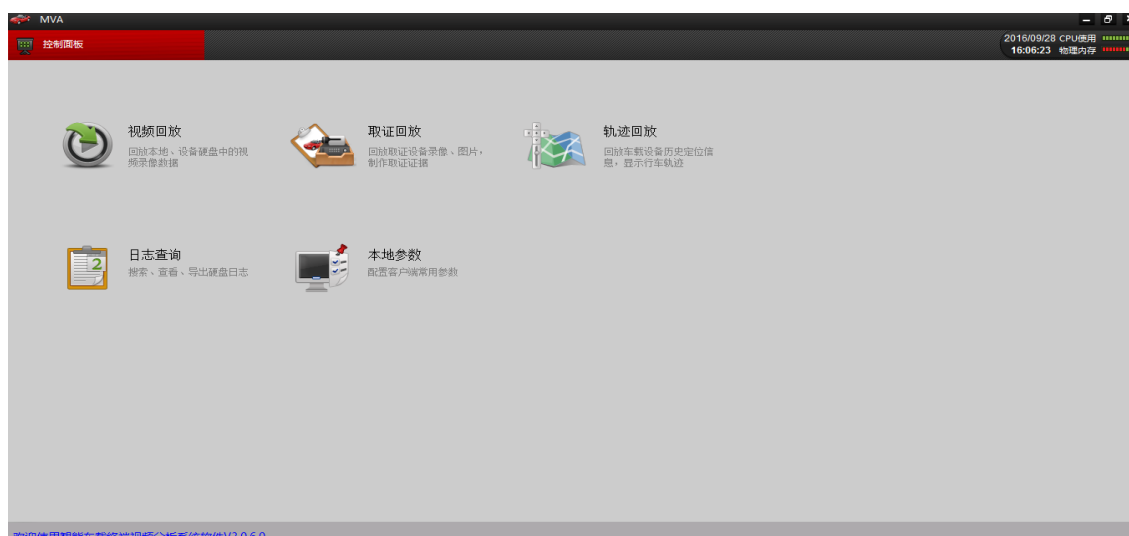 MVA
控制面板
2016/09/28 CPU使用
16:06:23 物理内存
视频回放
回放本地、设备硬盘中的视
频录像数据
取证回放
回放取证设备录像、图片，
制作取证证据
轨迹回放
回放车载设备历史定位信
息，显示行车轨迹
日志查询
搜索、查看、导出硬盘日志
2
本地参数
配置客户端常用参数